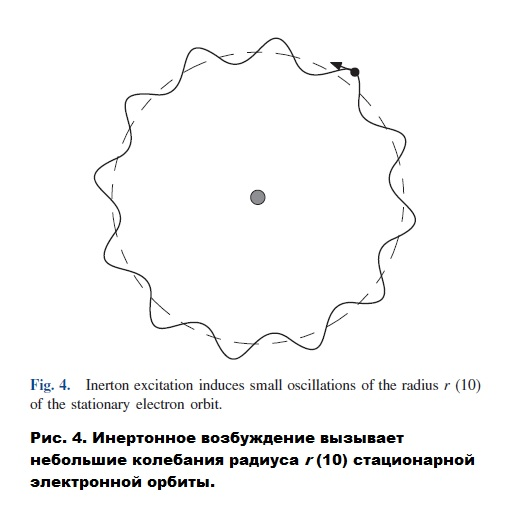 Fig. 4. Inerton excitation induces small oscillations of the radius r (10)
of the stationary electron orbit.
Рис. 4. Инертонное возбуждение вызывает
небольшие колебания радиуса r (10) стационарной
электронной орбиты.